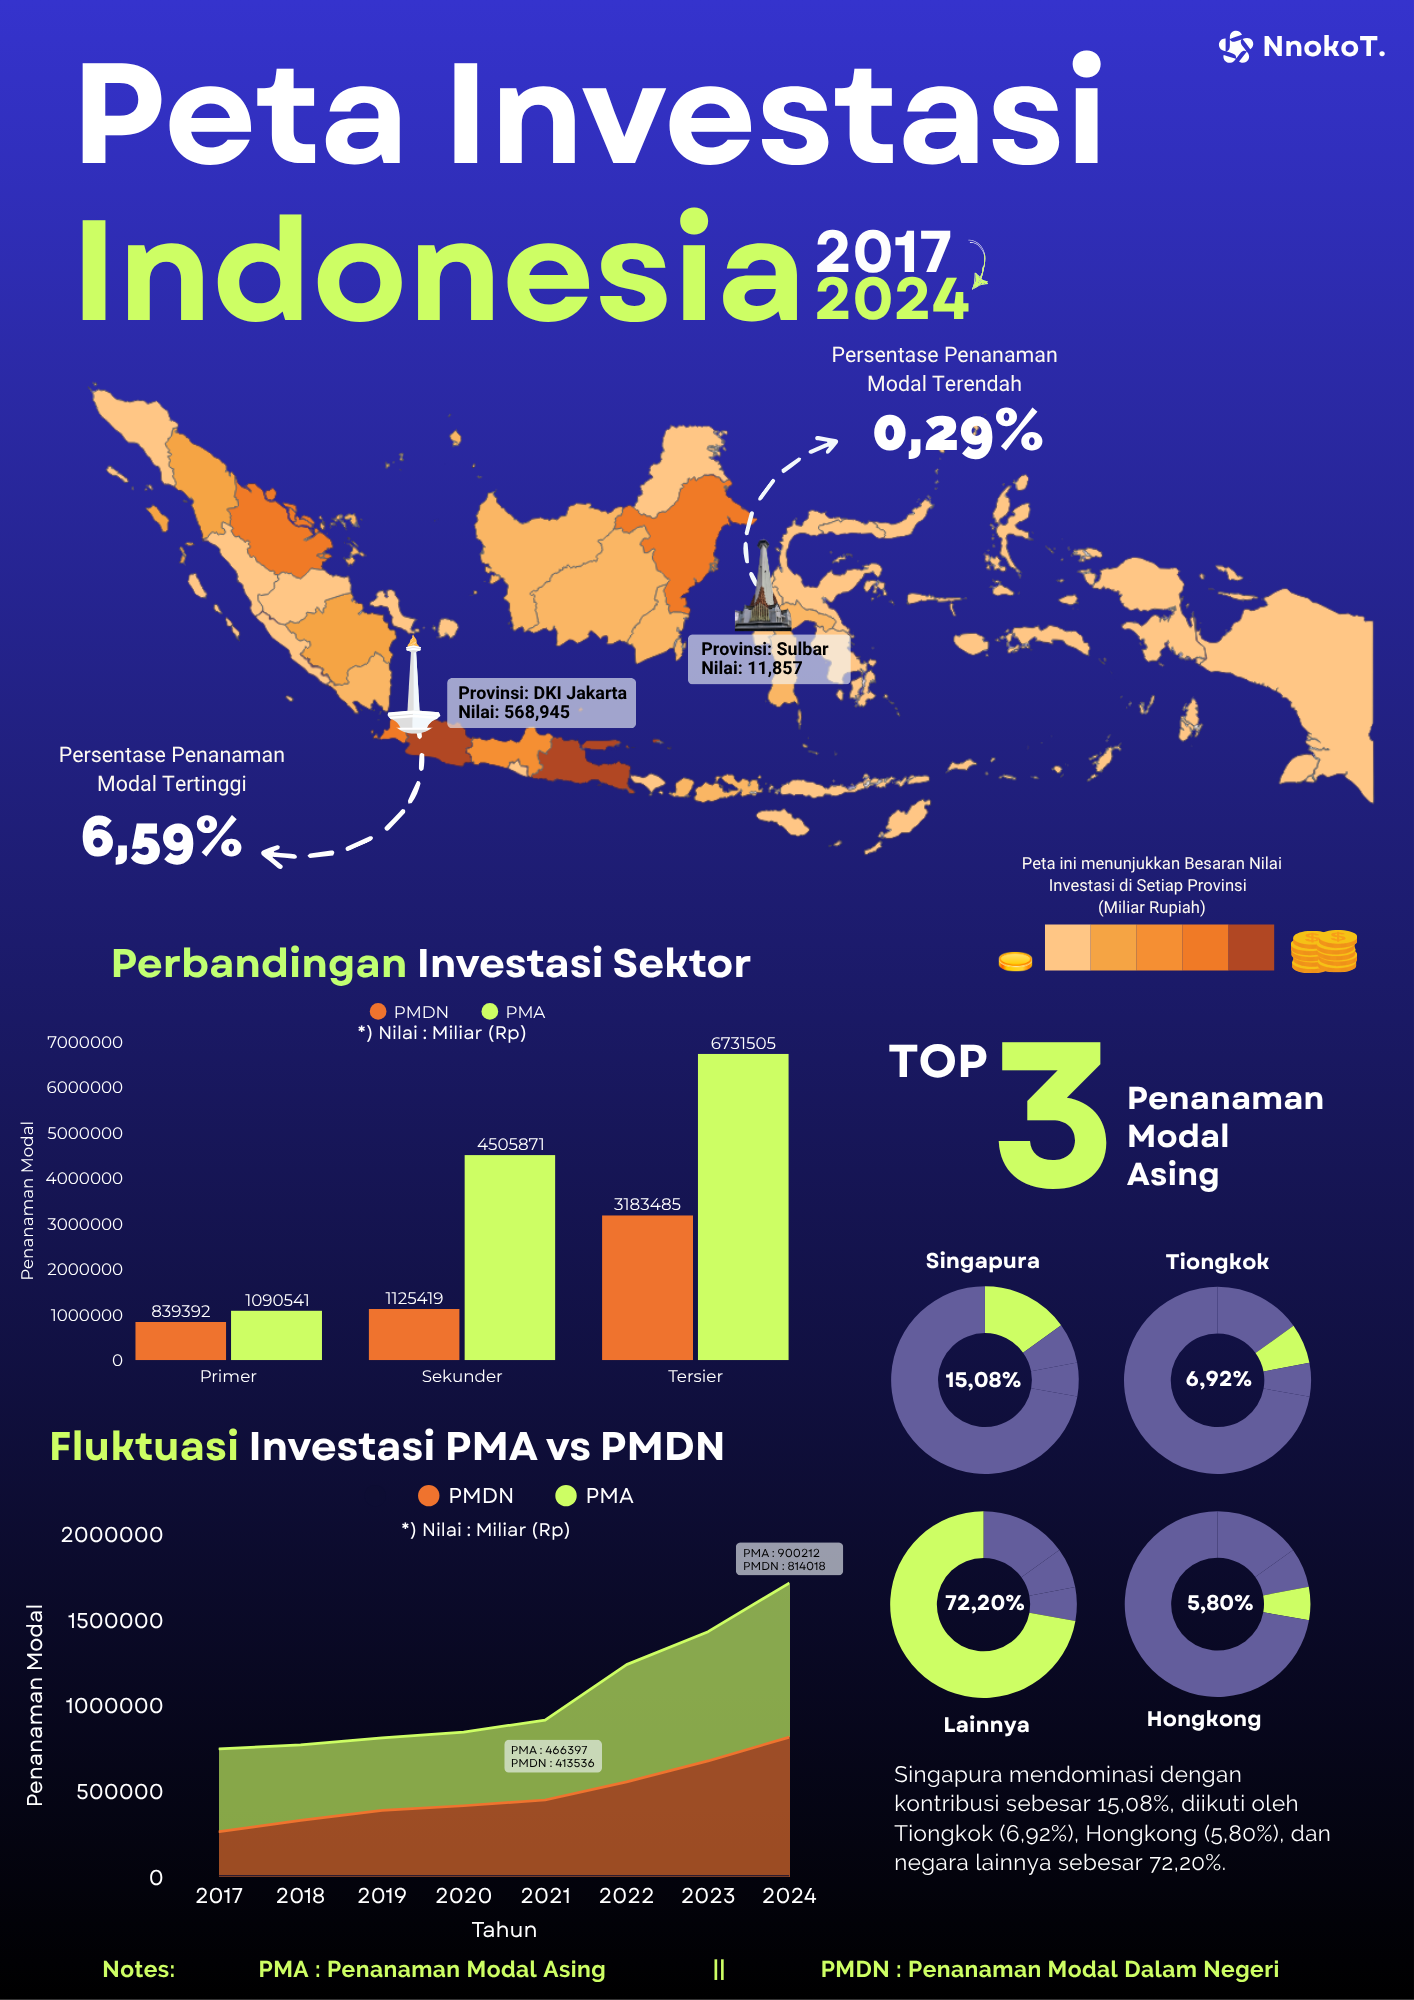 NnokoT.
Peta Investasi
Indonesia
2017
2024
Persentase Penanaman
Modal Terendah
0,29%
Provinsi: Sulbar
Nilai: 11,857
Provinsi: DKI Jakarta
Nilai: 568,945
Persentase Penanaman
Modal Tertinggi
6,59%
Peta ini menunjukkan Besaran Nilai
Investasi di Setiap Provinsi
(Miliar Rupiah)
Perbandingan Investasi Sektor
PMDN PMA
*) Nilai : Miliar (Rp)
Penanaman Modal
7000000
6000000
5000000
4000000
3000000
2000000
1000000
0
839392
1090541
1125419
4505871
3183485
6731505
Primer Sekunder Tersier
TOP 3
Penanaman
Modal
Asing
Singapura
15,08%
Tiongkok
6,92%
72,20%
Lainnya
5,80%
Hongkong
Singapura mendominasi dengan
kontribusi sebesar 15,08%, diikuti oleh
Tiongkok (6,92%), Hongkong (5,80%), dan
negara lainnya sebesar 72,20%.
Fluktuasi Investasi PMA vs PMDN
PMDN PMA
*) Nilai : Miliar (Rp)
Penanaman Modal
2000000
1500000
1000000
500000
0
PMA : 900212
PMDN : 814018
PMA : 466397
PMDN : 413536
2017 2018 2019 2020 2021 2022 2023 2024
Tahun
Notes: PMA : Penanaman Modal Asing || PMDN : Penanaman Modal Dalam Negeri